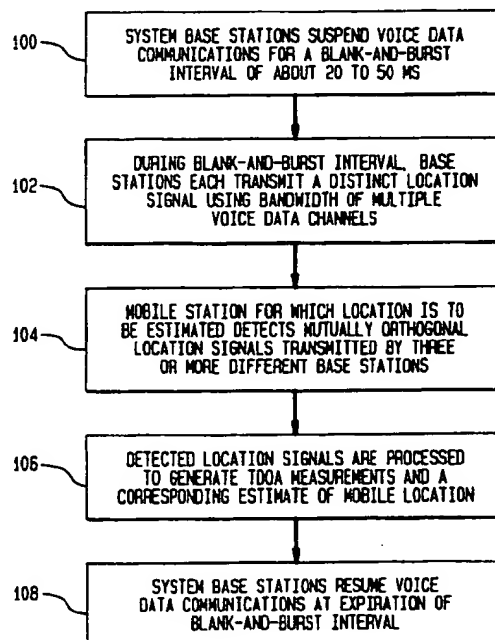 100
SYSTEM BASE STATIONS SUSPEND VOICE DATA
COMMUNICATIONS FOR A BLANK-AND-BURST
INTERVAL OF ABOUT 20 TO 50 MS
102
DURING BLANK-AND-BURST INTERVAL, BASE
STATIONS EACH TRANSMIT A DISTINCT LOCATION
SIGNAL USING BANDWIDTH OF MULTIPLE
VOICE DATA CHANNELS
104
MOBILE STATION FOR WHICH LOCATION IS TO
BE ESTIMATED DETECTS MUTUALLY ORTHOGONAL
LOCATION SIGNALS TRANSMITTED BY THREE
OR MORE DIFFERENT BASE STATIONS
106
DETECTED LOCATION SIGNALS ARE PROCESSED
TO GENERATE TDOA MEASUREMENTS AND A
CORRESPONDING ESTIMATE OF MOBILE LOCATION
108
SYSTEM BASE STATIONS RESUME VOICE
DATA COMMUNICATIONS AT EXPIRATION OF
BLANK-AND-BURST INTERVAL